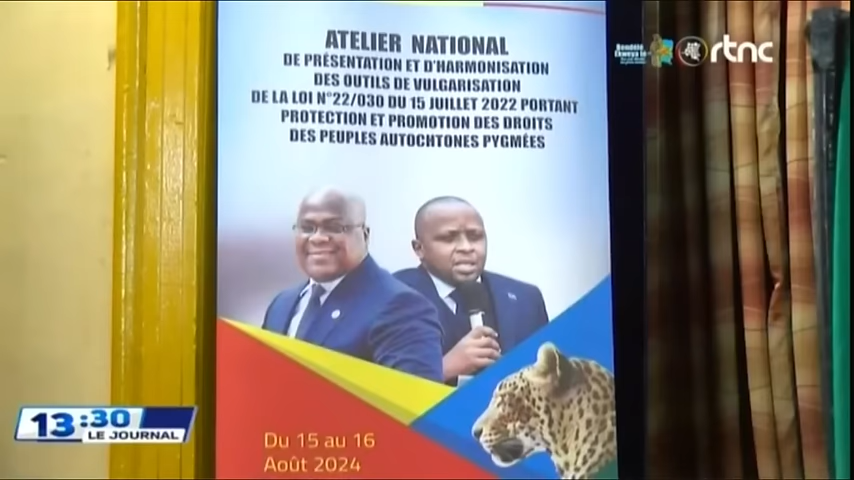 ATELIER NATIONAL
DE PRÉSENTATION ET D'HARMONISATION
DES OUTILS DE VULGARISATION
DE LA LOI N°22/030 DU 15 JUILLET 2022 PORTANT
PROTECTION ET PROMOTION DES DROITS
DES PEUPLES AUTOCHTONES PYGMÉES
rtnc
Du 15 au 16
Août 2024
13:30
LE JOURNAL